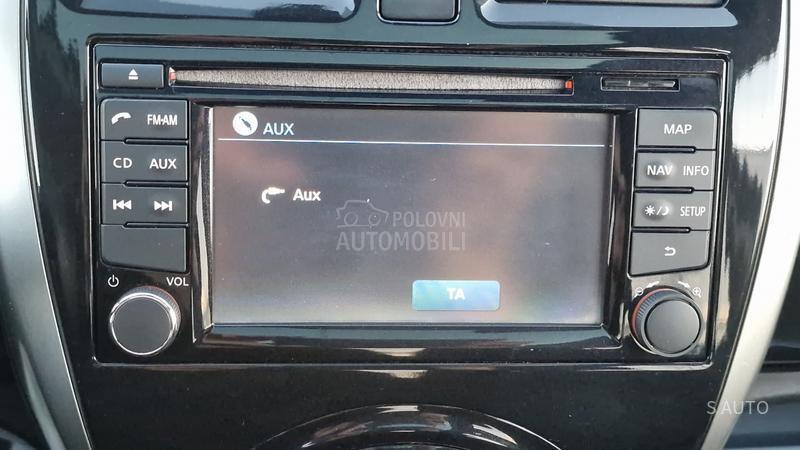 AUX
Aux
TA
FM-AM
CD AUX
VOL
MAP
NAV INFO
SETUP
POLOVNI
AUTOMOBILI
S AUTO